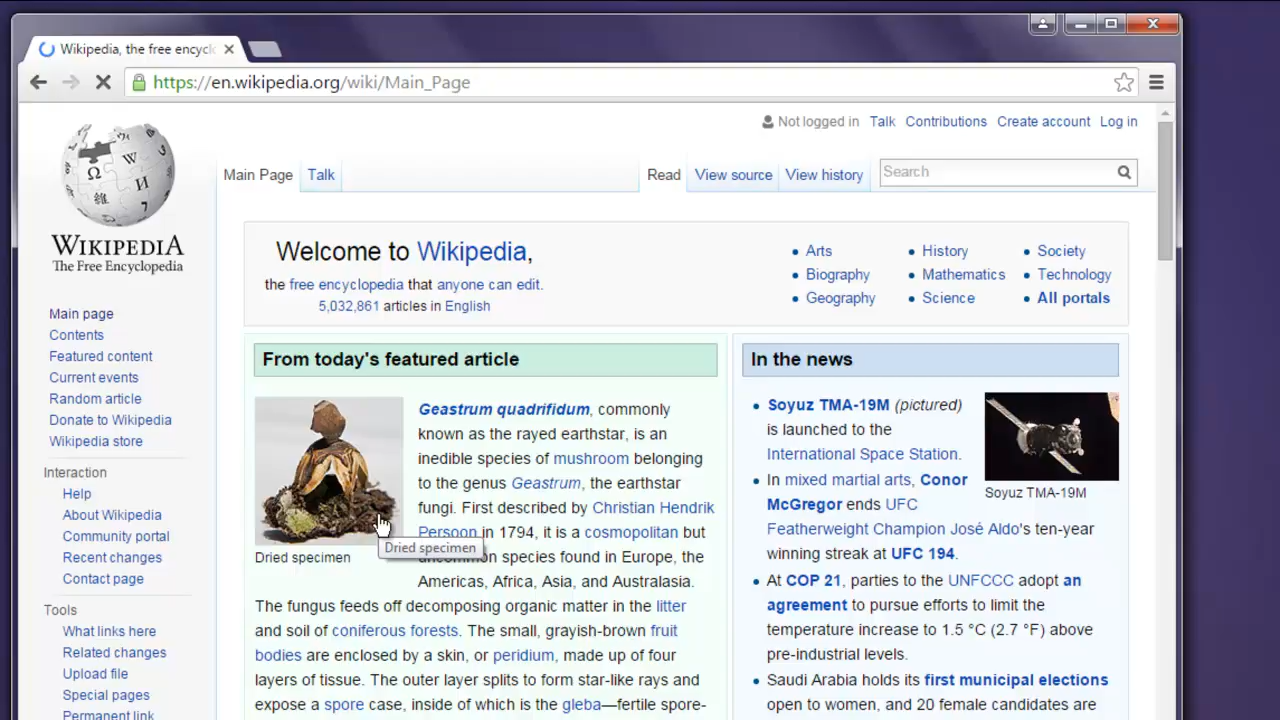 Wikipedia, the free encycl
https://en.wikipedia.org/wiki/Main_Page
Not logged in Talk Contributions Create account Log in
Main Page Talk Read View source View history Search
WIKIPEDIA
The Free Encyclopedia
Welcome to Wikipedia,
the free encyclopedia that anyone can edit.
5,032,861 articles in English
Arts History Society
Biography Mathematics Technology
Geography Science All portals
Main page
Contents
Featured content
Current events
Random article
Donate to Wikipedia
Wikipedia store
Interaction
Help
About Wikipedia
Community portal
Recent changes
Contact page
Tools
What links here
Related changes
Upload file
Special pages
Permanent link
From today's featured article
Dried specimen
Dried specimen
Geastrum quadrifidum, commonly
known as the rayed earthstar, is an
inedible species of mushroom belonging
to the genus Geastrum, the earthstar
fungi. First described by Christian Hendrik
Persoon in 1794, it is a cosmopolitan but
uncommon species found in Europe, the
Americas, Africa, Asia, and Australasia.
The fungus feeds off decomposing organic matter in the litter
and soil of coniferous forests. The small, grayish-brown fruit
bodies are enclosed by a skin, or peridium, made up of four
layers of tissue. The outer layer splits to form star-like rays and
expose a spore case, inside of which is the gleba—fertile spore-
In the news
Soyuz TMA-19M (pictured)
is launched to the
International Space Station.
Soyuz TMA-19M
In mixed martial arts, Conor
McGregor ends UFC
Featherweight Champion José Aldo's ten-year
winning streak at UFC 194.
At COP 21, parties to the UNFCCC adopt an
agreement to pursue efforts to limit the
temperature increase to 1.5 °C (2.7 °F) above
pre-industrial levels.
Saudi Arabia holds its first municipal elections
open to women, and 20 female candidates are